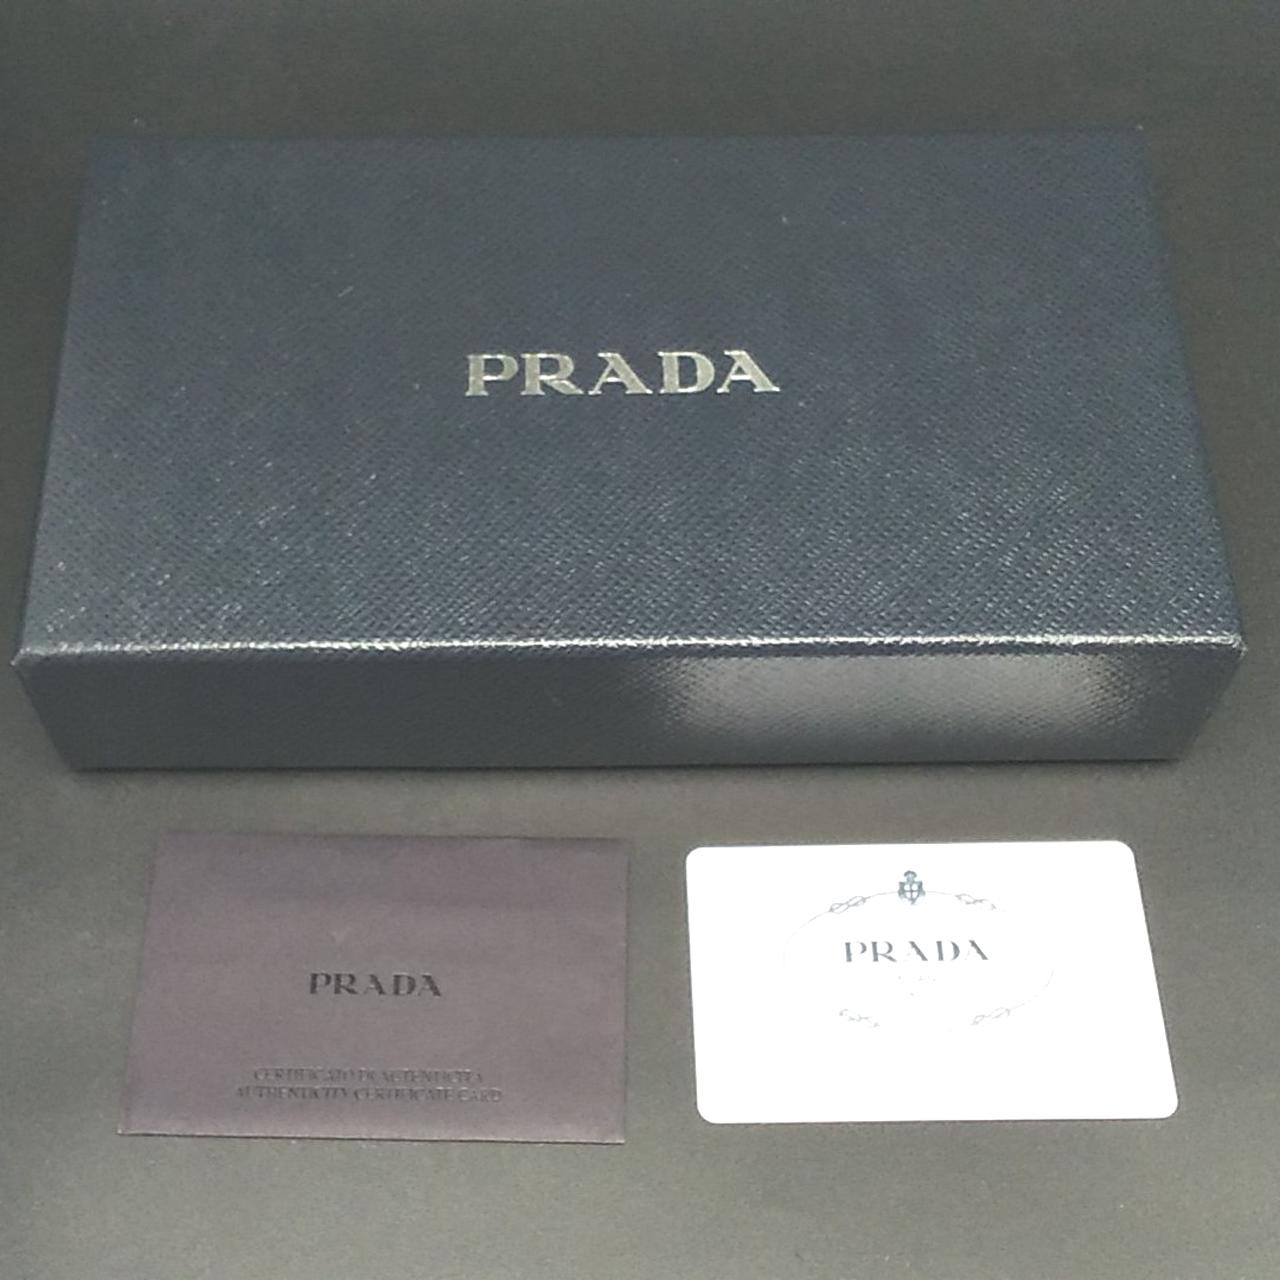 PRADA
PRADA
CERTIFICATO DI AUTENTICITÀ
AUTHENTICITY CERTIFICATE CARD
PRADA